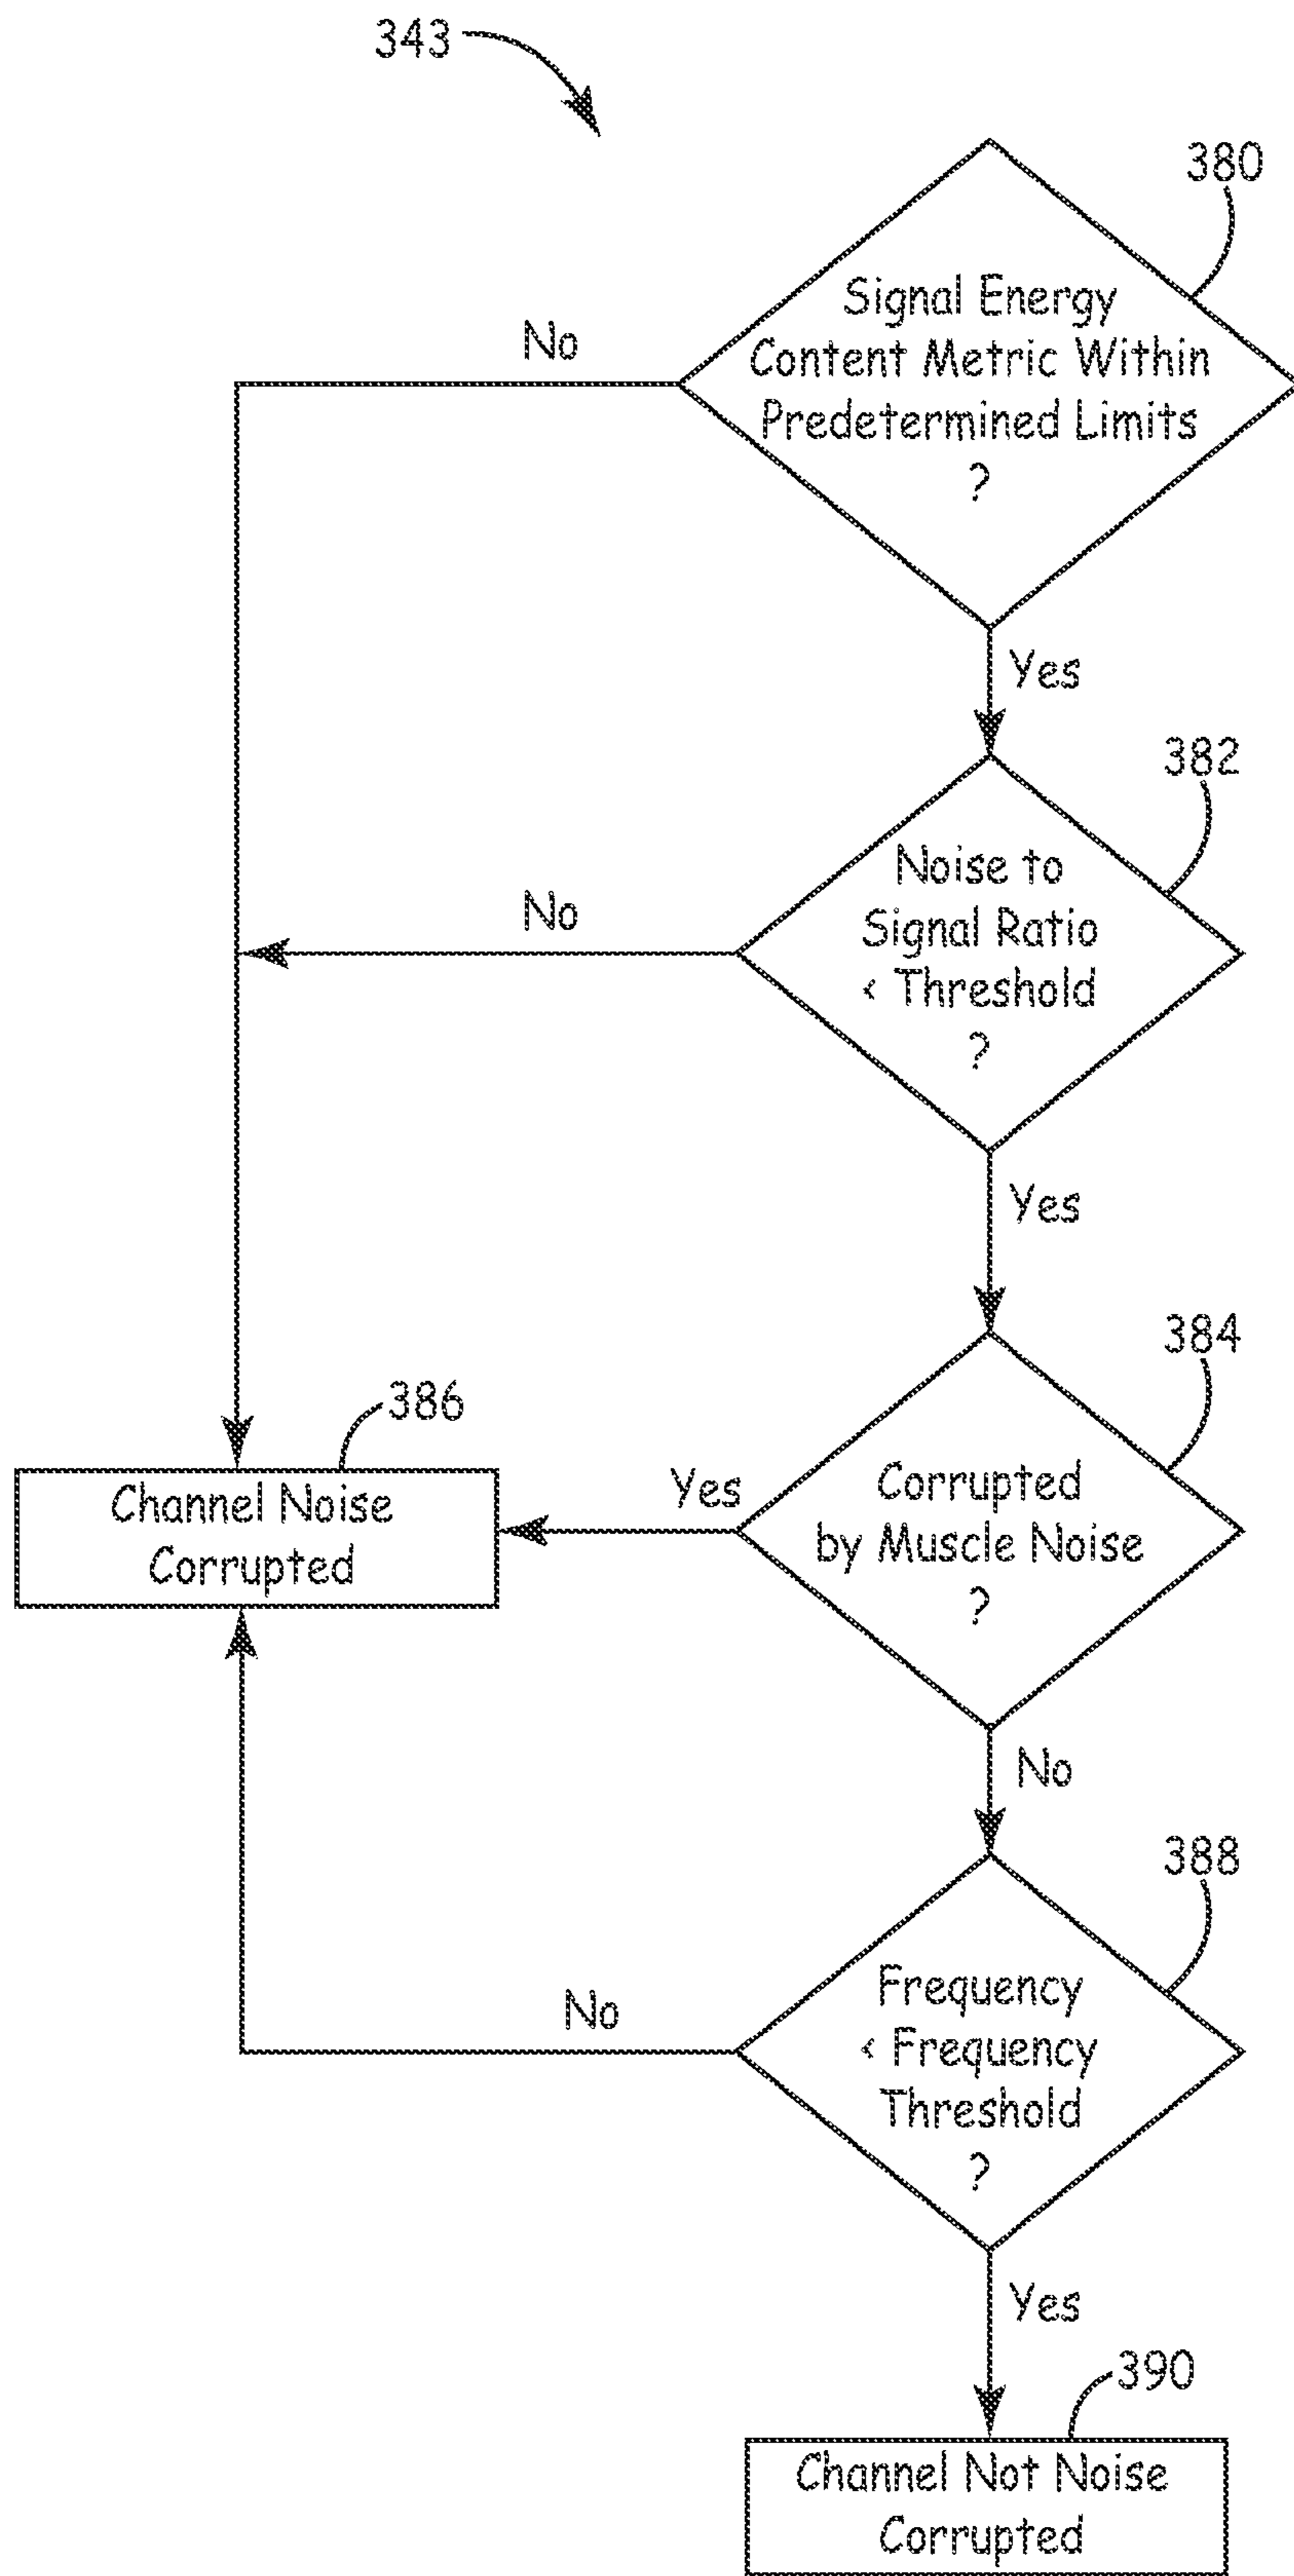 343
380
Signal Energy
Content Metric Within
Predetermined Limits
?
No
Yes
382
Noise to
Signal Ratio
< Threshold
?
No
Yes
384
Corrupted
by Muscle Noise
?
Yes
386
Channel Noise
Corrupted
No
388
Frequency
< Frequency
Threshold
?
No
Yes
390
Channel Not Noise
Corrupted